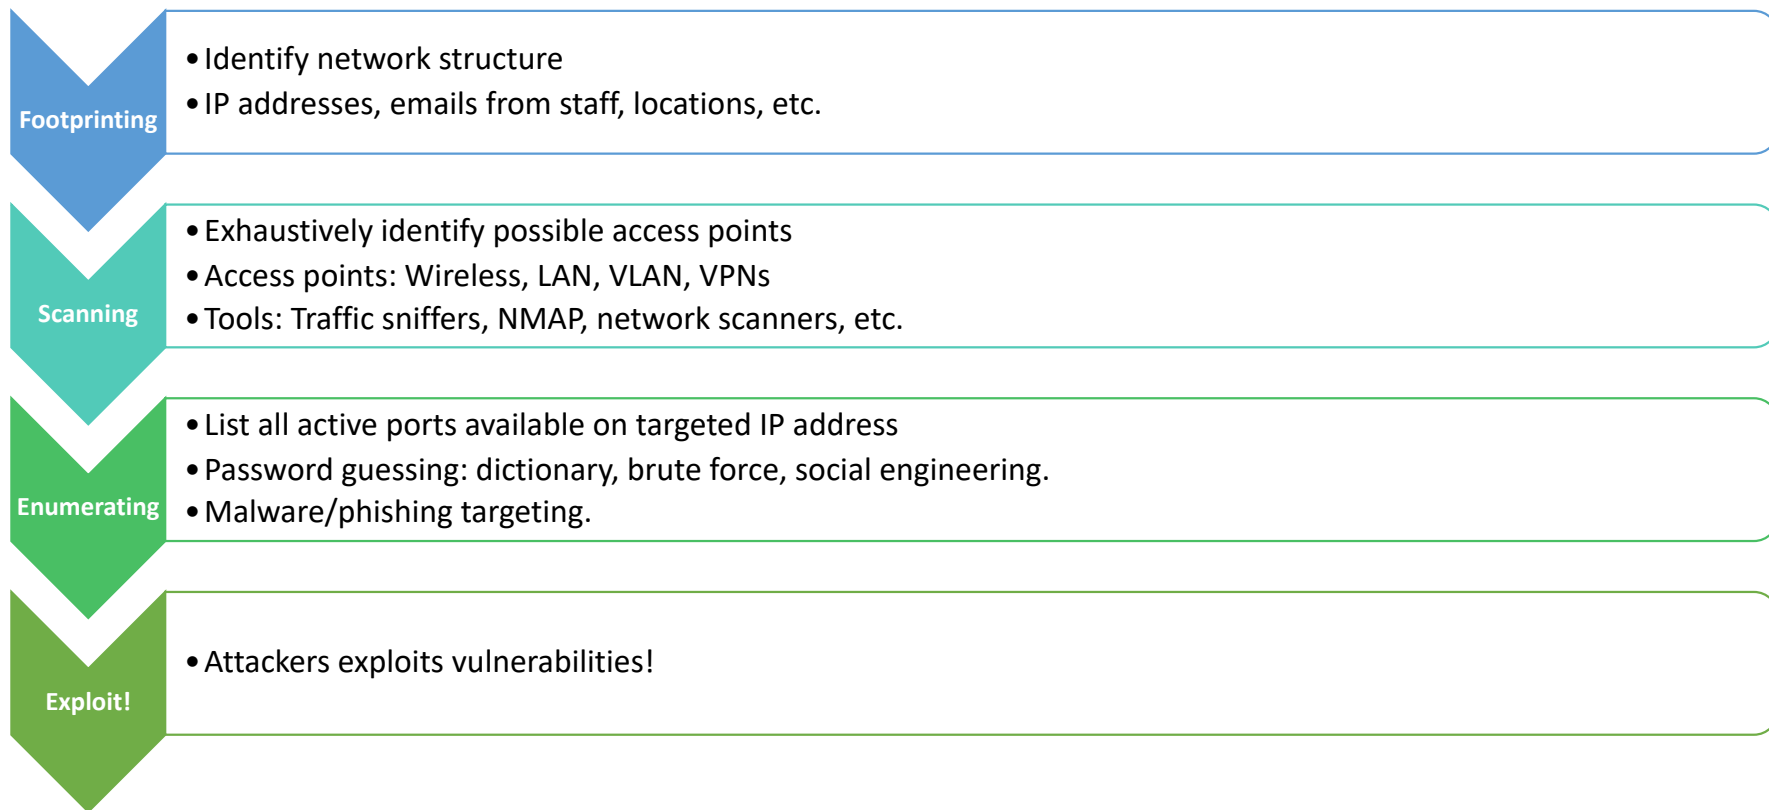 Footprinting
•Identify network structure
•IP addresses, emails from staff, locations, etc.
Scanning
•Exhaustively identify possible access points
•Access points: Wireless, LAN, VLAN, VPNs
•Tools: Traffic sniffers, NMAP, network scanners, etc.
Enumerating
•List all active ports available on targeted IP address
•Password guessing: dictionary, brute force, social engineering.
•Malware/phishing targeting.
Exploit!
•Attackers exploits vulnerabilities!